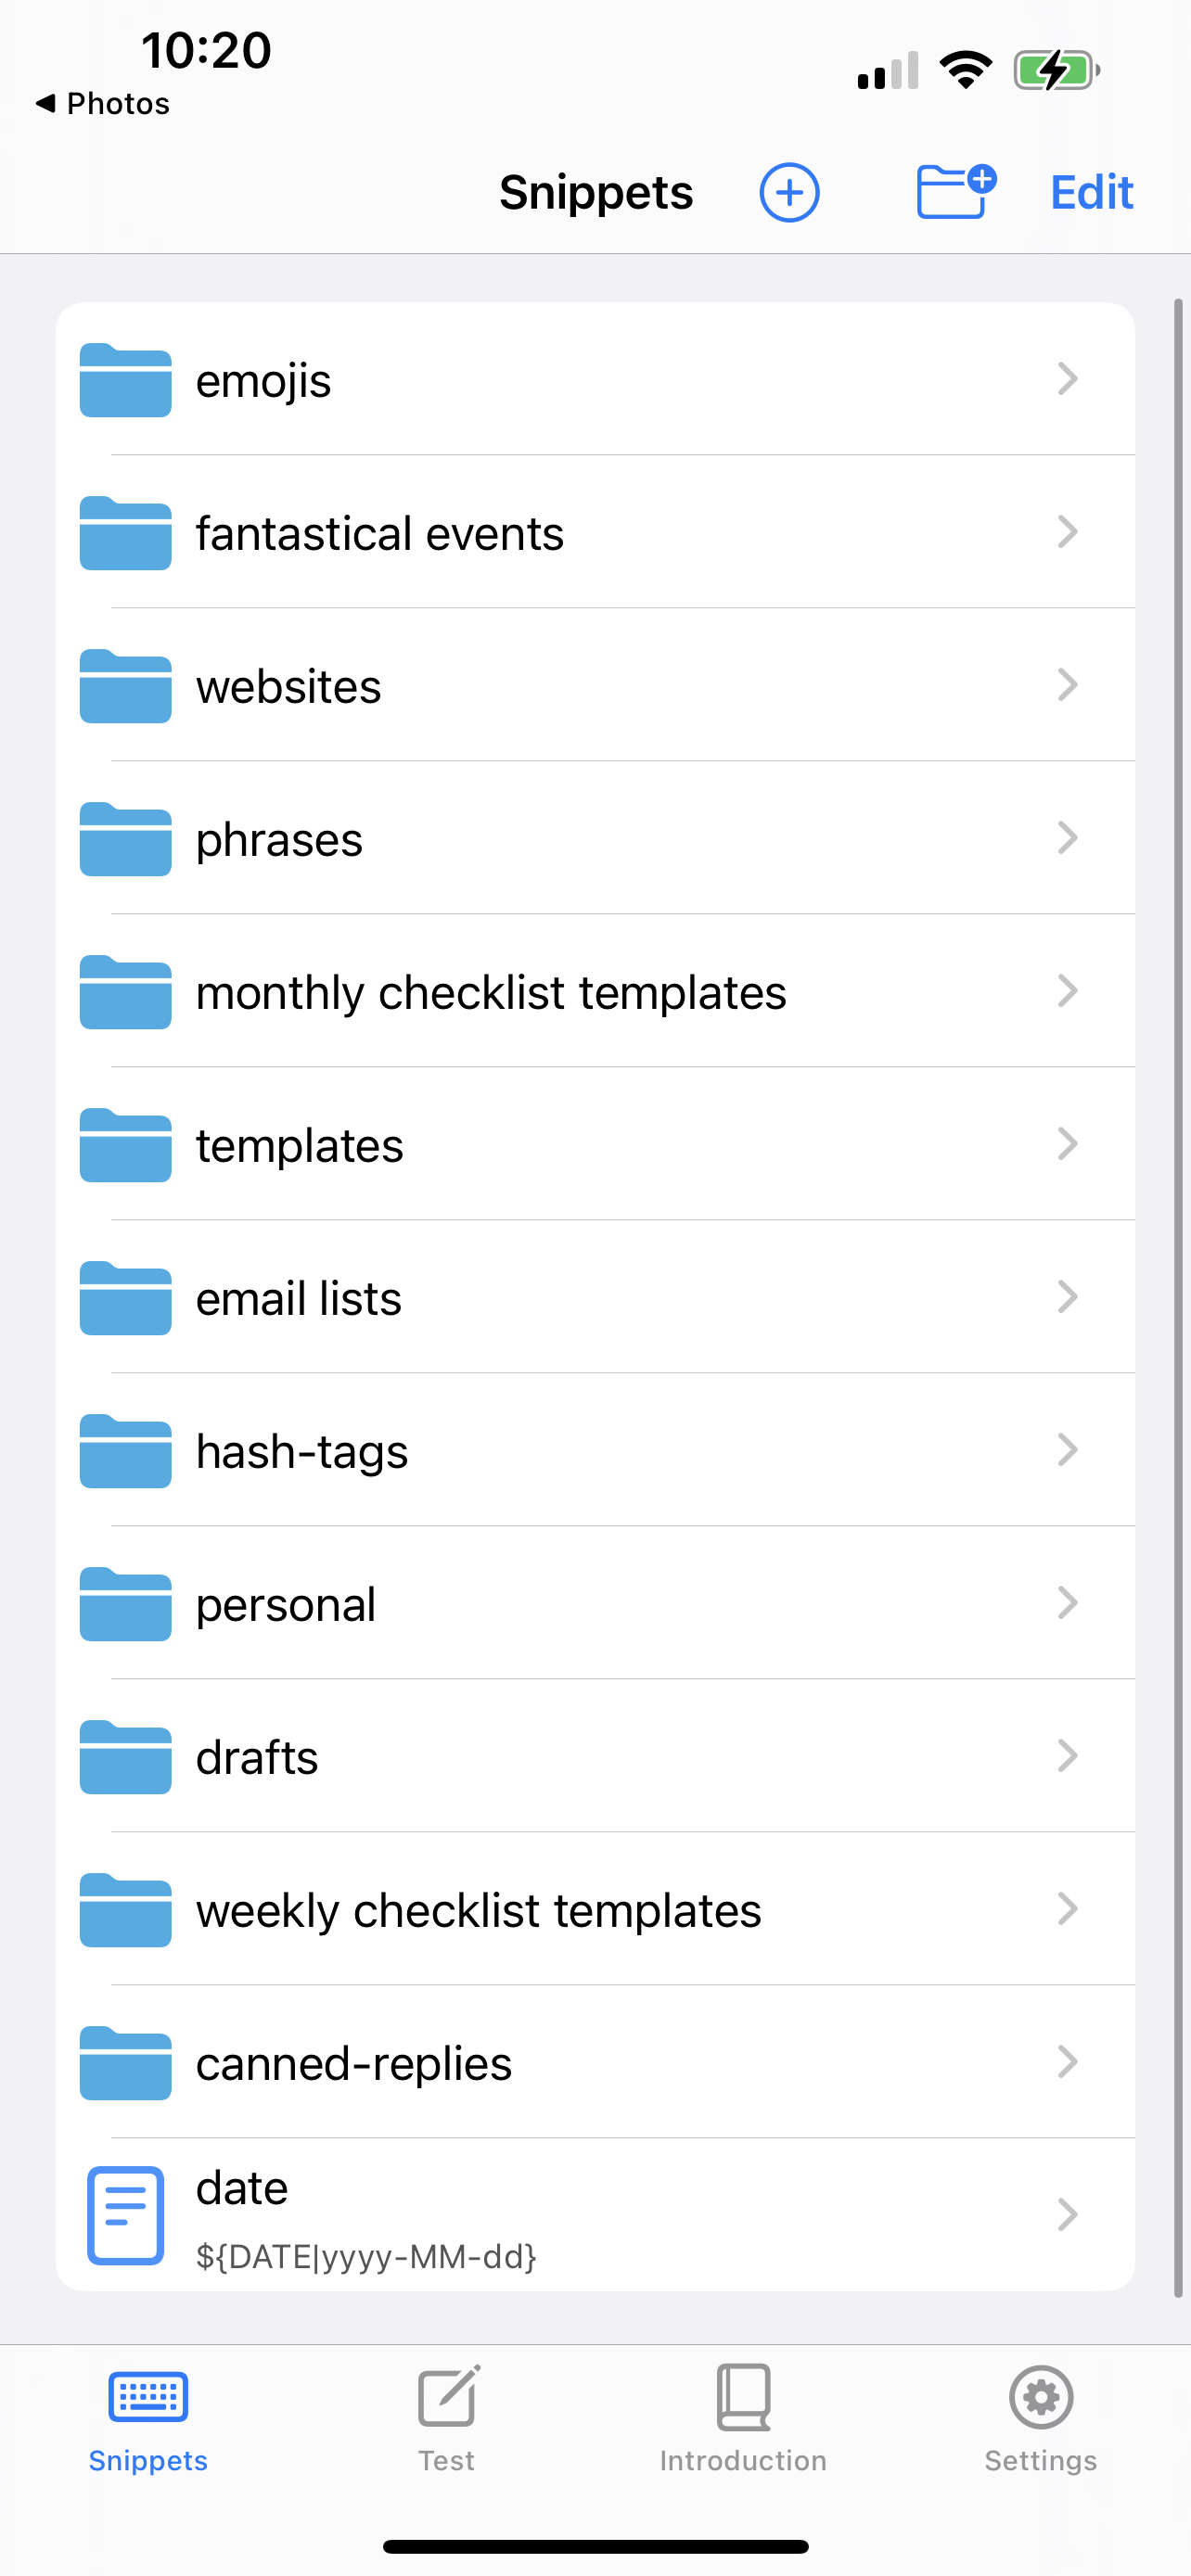 10:20
Photos
Snippets Edit
emojis
fantastical events
websites
phrases
monthly checklist templates
templates
email lists
hash-tags
personal
drafts
weekly checklist templates
canned-replies
date
${DATE|yyyy-MM-dd}
Snippets Test Introduction Settings